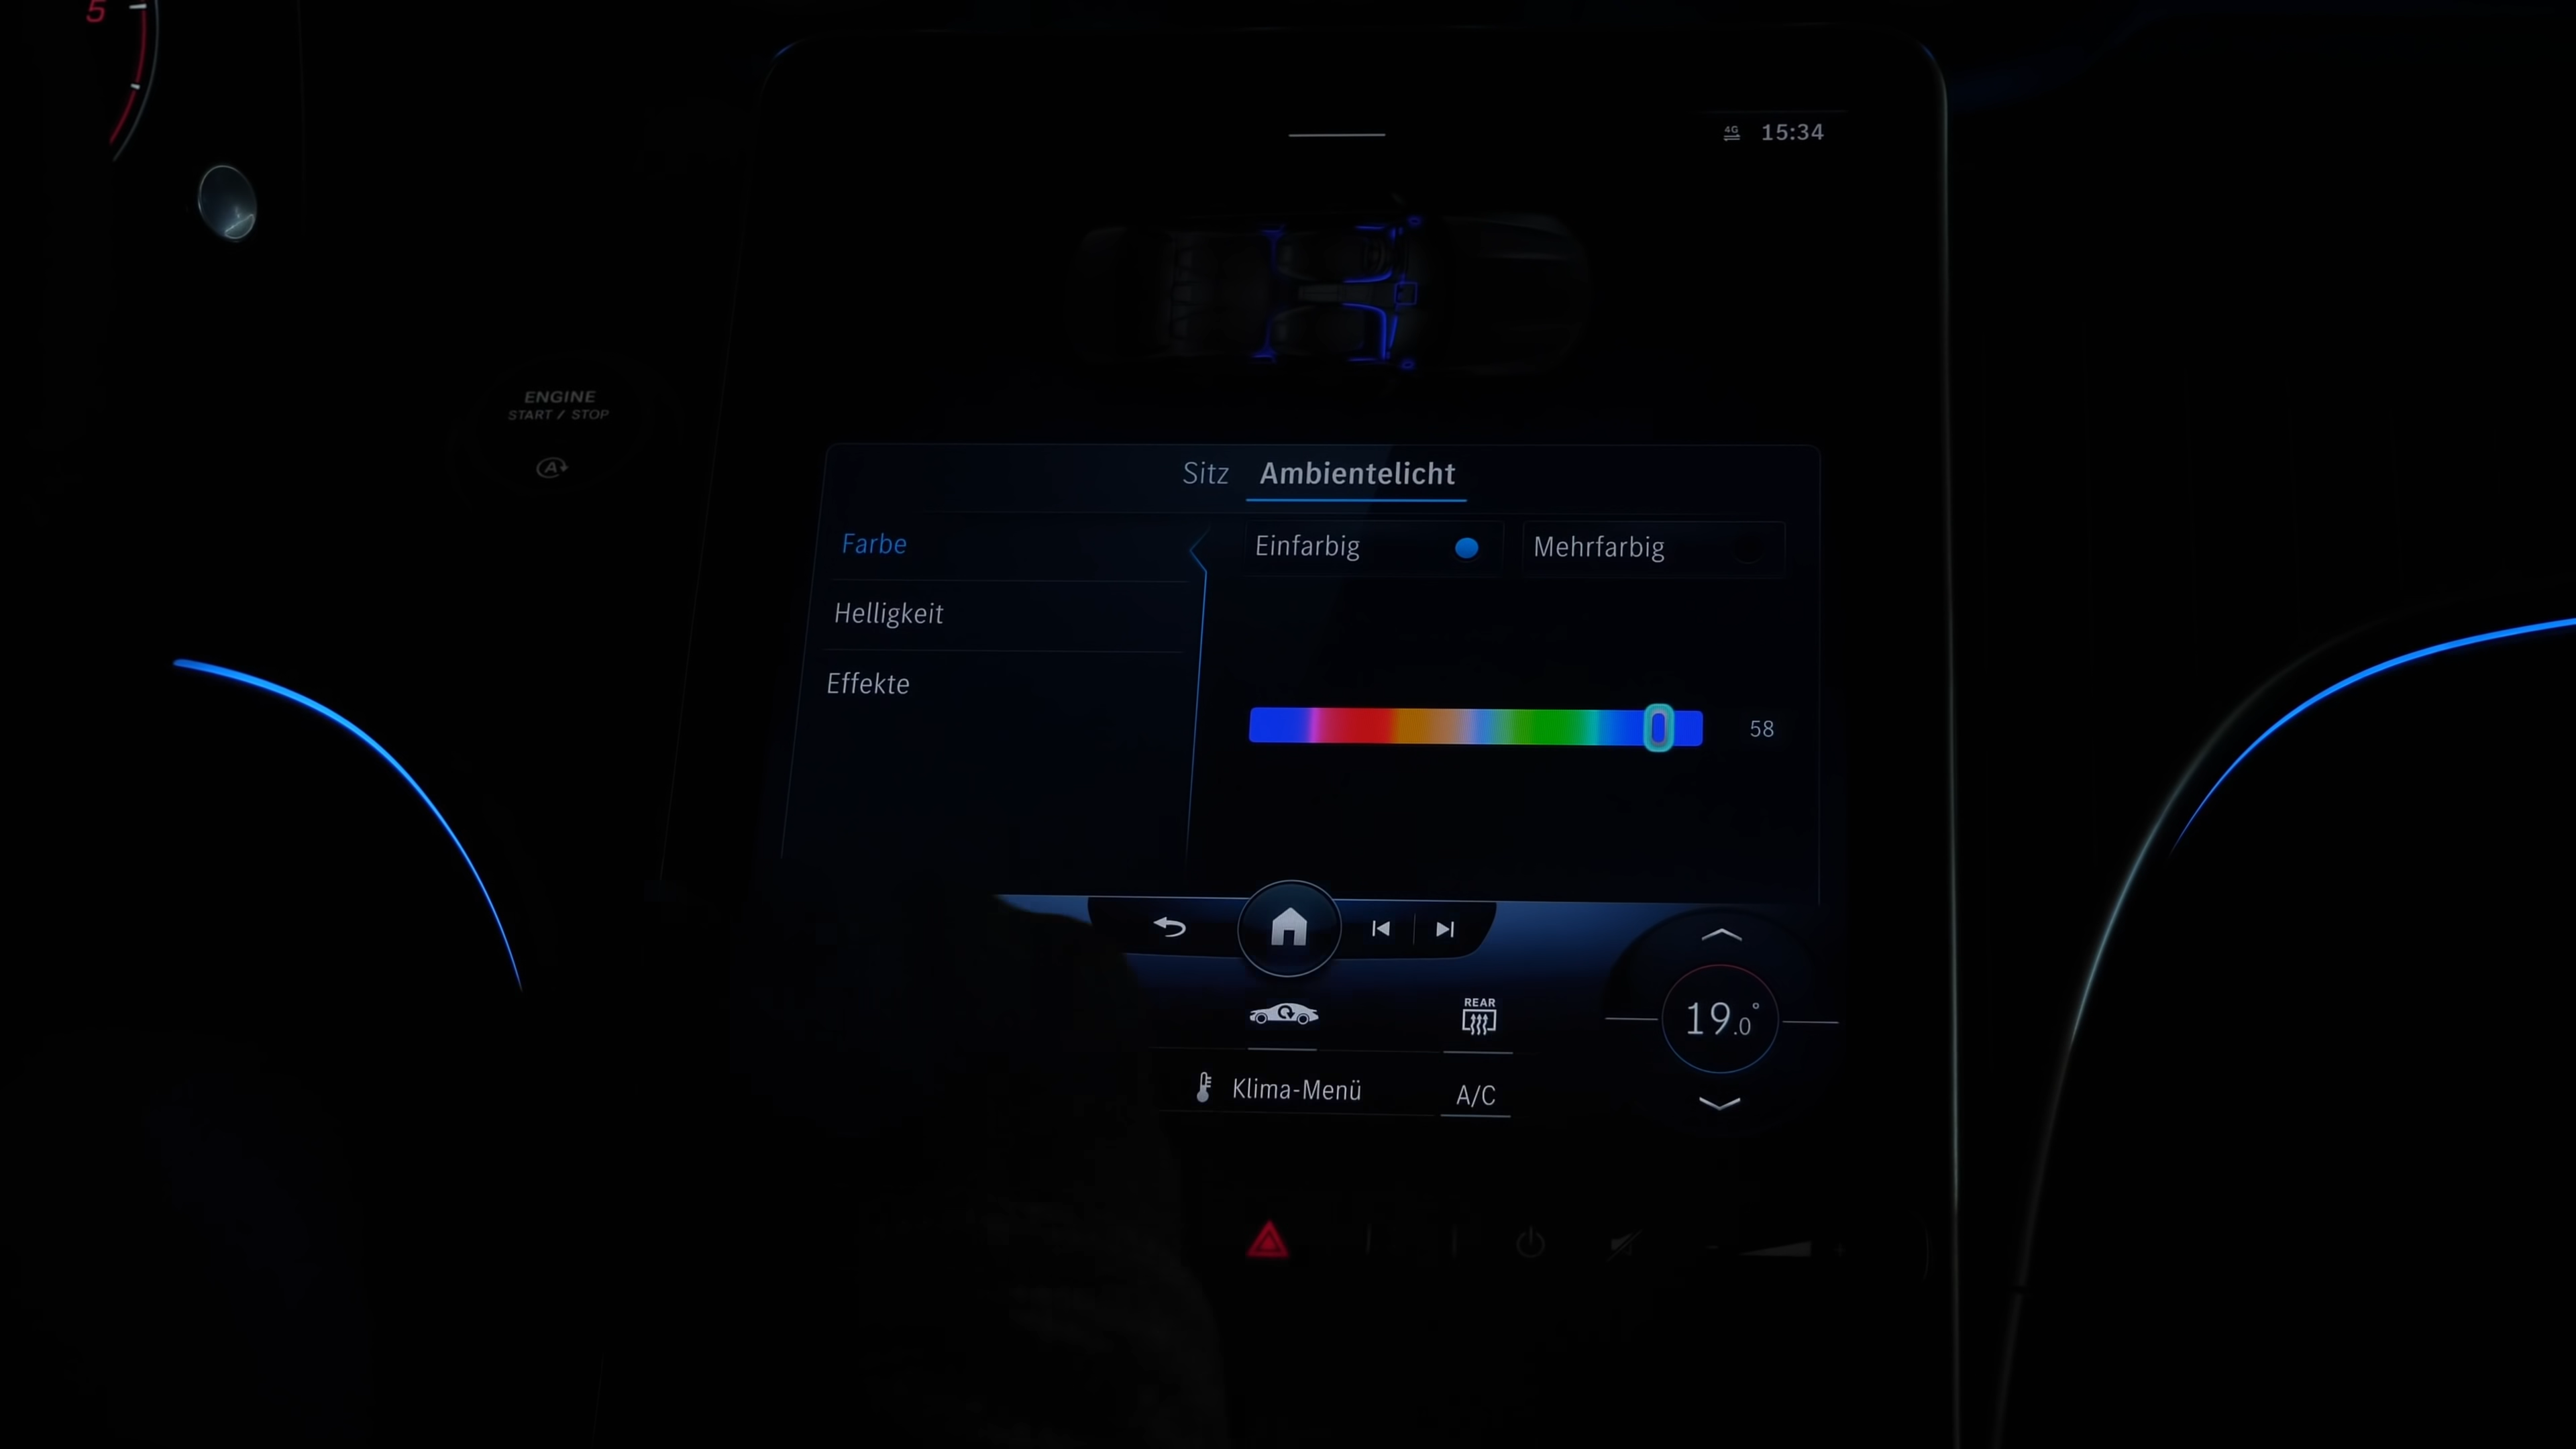 5
4G 15:34
ENGINE
START / STOP
A
Sitz Ambientelicht
Farbe
Einfarbig Mehrfarbig
Helligkeit
Effekte
58
REAR
19.0°
Klima-Menü A/C